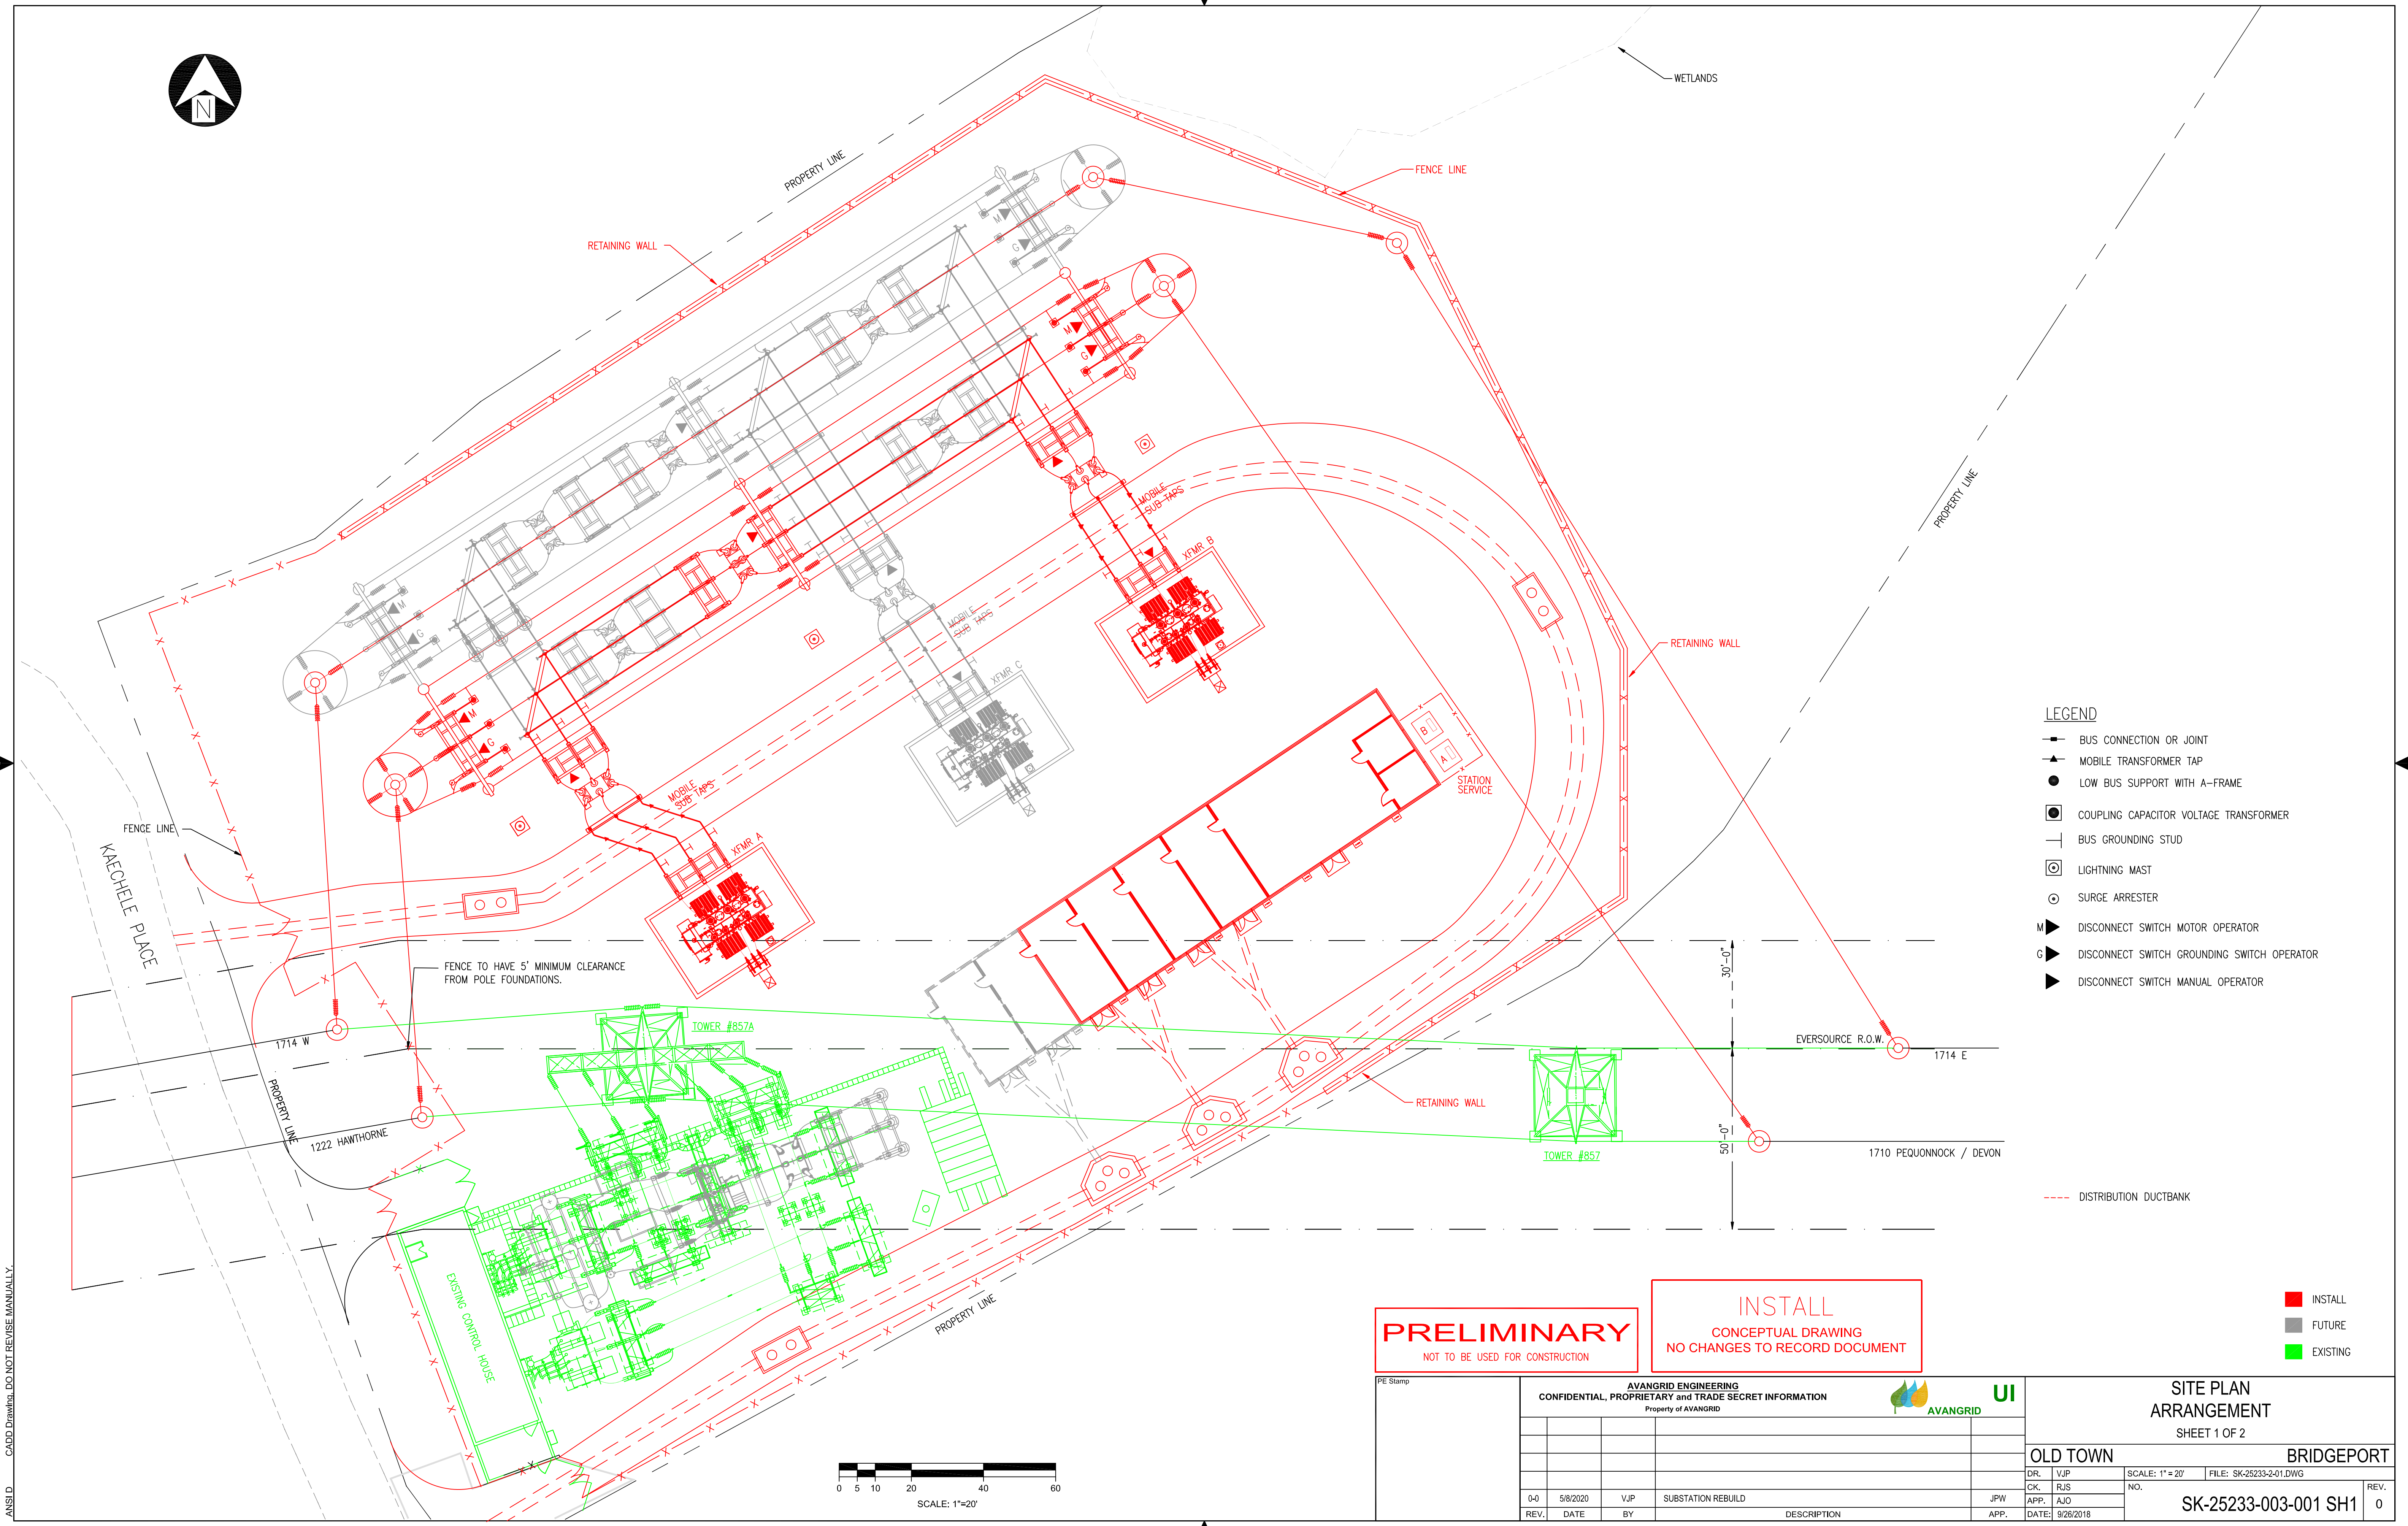 N
WETLANDS
PROPERTY LINE
FENCE LINE
RETAINING WALL
M
G
M
G
MOBILE
SUB TAPS
XFMR B
PROPERTY LINE
MOBILE
SUB TAPS
XFMR C
M
G
M
G
RETAINING WALL
B
A
STATION
SERVICE
MOBILE
SUB TAPS
XFMR A
FENCE LINE
KAECHELE PLACE
FENCE TO HAVE 5' MINIMUM CLEARANCE
FROM POLE FOUNDATIONS.
TOWER #857A
1714 W
PROPERTY LINE
1222 HAWTHORNE
30'-0"
EVERSOURCE R.O.W.
1714 E
RETAINING WALL
50'-0"
TOWER #857
1710 PEQUONNOCK / DEVON
EXISTING CONTROL HOUSE
PROPERTY LINE
LEGEND
BUS CONNECTION OR JOINT
MOBILE TRANSFORMER TAP
LOW BUS SUPPORT WITH A-FRAME
COUPLING CAPACITOR VOLTAGE TRANSFORMER
BUS GROUNDING STUD
LIGHTNING MAST
SURGE ARRESTER
M DISCONNECT SWITCH MOTOR OPERATOR
G DISCONNECT SWITCH GROUNDING SWITCH OPERATOR
DISCONNECT SWITCH MANUAL OPERATOR
DISTRIBUTION DUCTBANK
INSTALL
FUTURE
EXISTING
PRELIMINARY
NOT TO BE USED FOR CONSTRUCTION
INSTALL
CONCEPTUAL DRAWING
NO CHANGES TO RECORD DOCUMENT
0 5 10 20 40 60
SCALE: 1"=20'
ANSI D CADD Drawing. DO NOT REVISE MANUALLY.
PE Stamp
AVANGRID ENGINEERING
CONFIDENTIAL, PROPRIETARY and TRADE SECRET INFORMATION
Property of AVANGRID
AVANGRID
UI
0-0 5/8/2020 VJP SUBSTATION REBUILD JPW
REV. DATE BY DESCRIPTION APP.
SITE PLAN
ARRANGEMENT
SHEET 1 OF 2
OLD TOWN BRIDGEPORT
DR. VJP SCALE: 1" = 20' FILE: SK-25233-2-01.DWG
CK. RJS NO. REV.
APP. AJO SK-25233-003-001 SH1 0
DATE: 9/26/2018